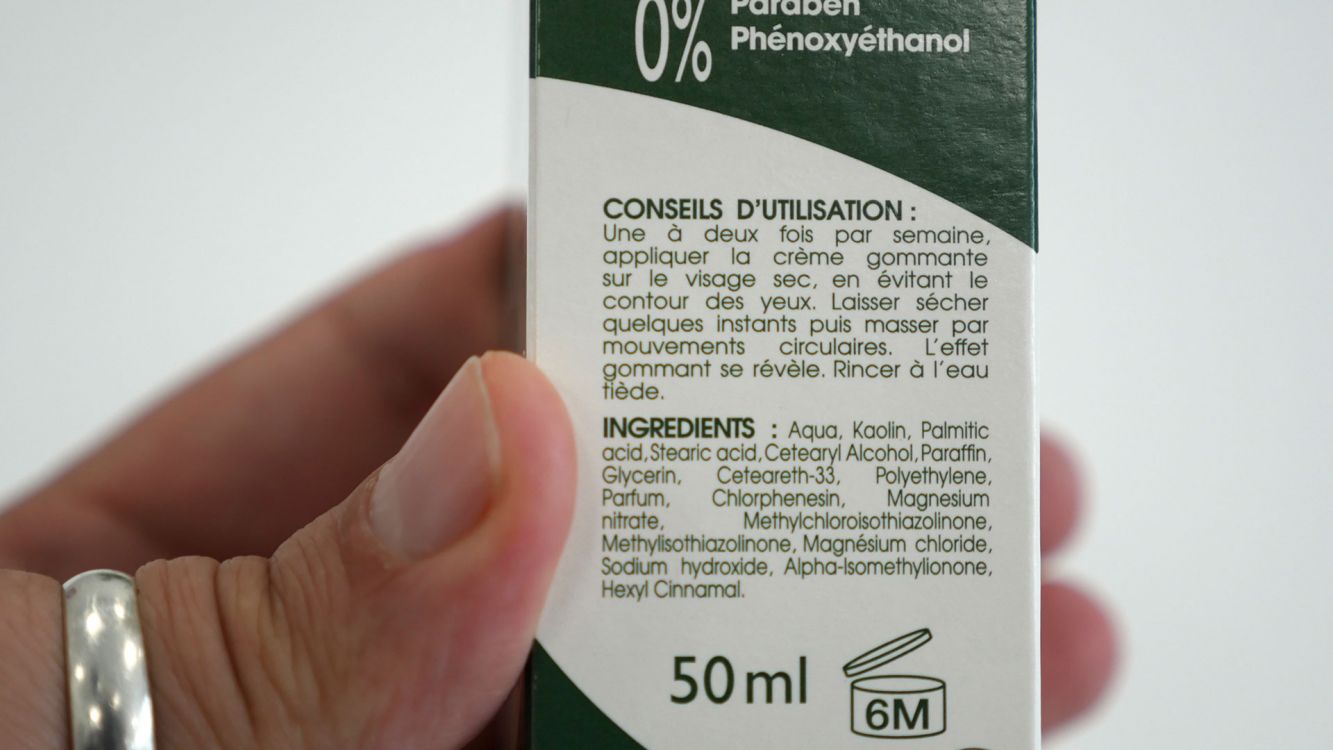 0%
Paraben
Phénoxyéthanol
CONSEILS D'UTILISATION :
Une à deux fois par semaine,
appliquer la crème gommante
sur le visage sec, en évitant le
contour des yeux. Laisser sécher
quelques instants puis masser par
mouvements circulaires. L'effet
gommant se révèle. Rincer à l'eau
tiède.
INGREDIENTS : Aqua, Kaolin, Palmitic
acid, Stearic acid, Cetearyl Alcohol, Paraffin,
Glycerin, Ceteareth-33, Polyethylene,
Parfum, Chlorphenesin, Magnesium
nitrate, Methylchloroisothiazolinone,
Methylisothiazolinone, Magnésium chloride,
Sodium hydroxide, Alpha-Isomethylionone,
Hexyl Cinnamal.
50 ml
6M